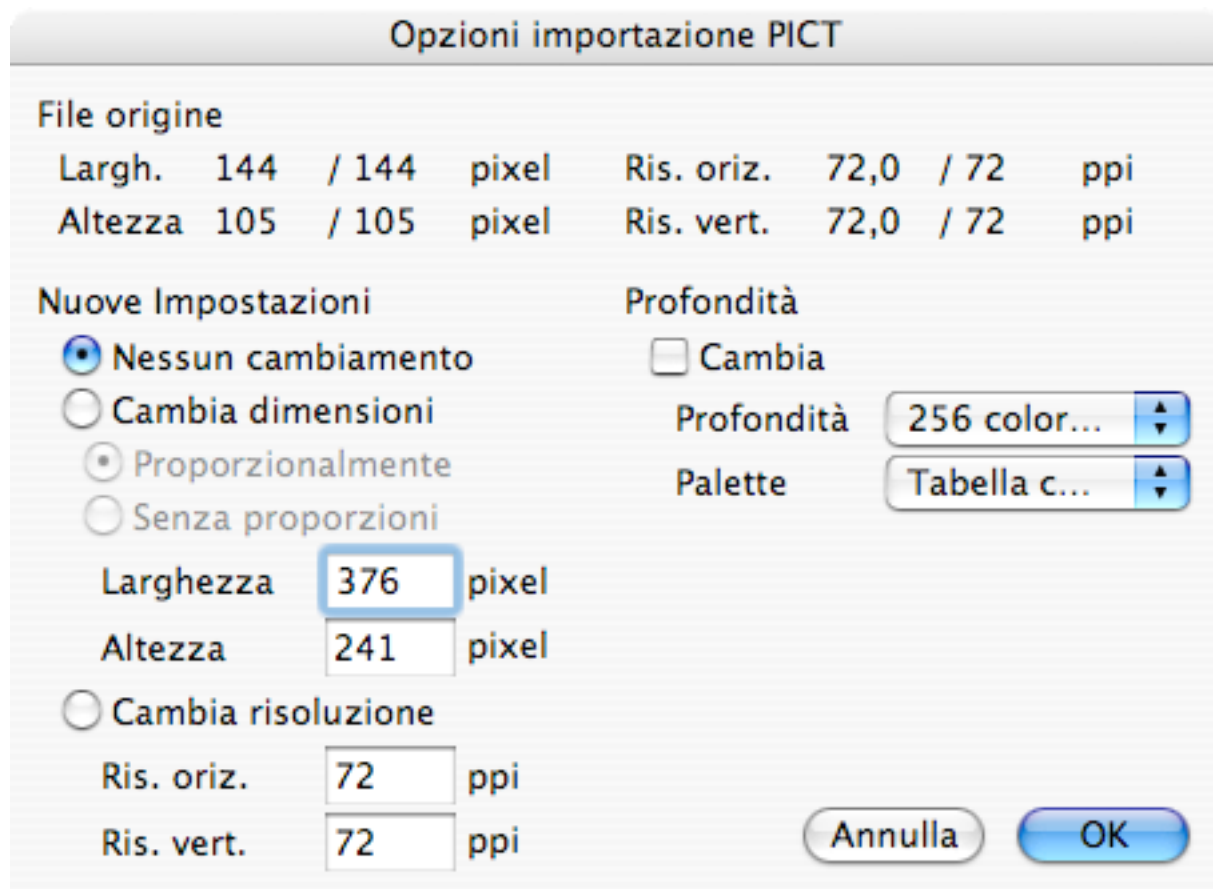 Opzioni importazione PICT
File origine
Largh. 144 / 144 pixel Ris. oriz. 72,0 / 72 ppi
Altezza 105 / 105 pixel Ris. vert. 72,0 / 72 ppi
Nuove Impostazioni Profondità
Nessun cambiamento Cambia
Cambia dimensioni Profondità 256 color...
Proporzionalmente Palette Tabella c...
Senza proporzioni
Larghezza 376 pixel
Altezza 241 pixel
Cambia risoluzione
Ris. oriz. 72 ppi
Ris. vert. 72 ppi Annulla OK